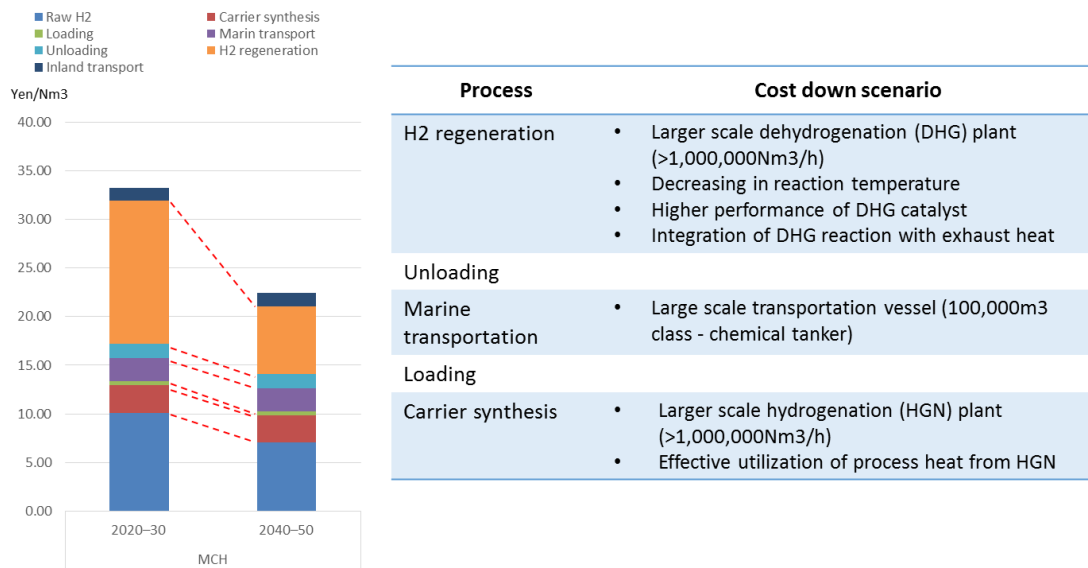 Raw H2
Carrier synthesis
Loading
Marin transport
Unloading
H2 regeneration
Inland transport
Yen/Nm3
40.00
35.00
30.00
25.00
20.00
15.00
10.00
5.00
0.00
2020–30
2040–50
MCH
Process
Cost down scenario
H2 regeneration
• Larger scale dehydrogenation (DHG) plant
(>1,000,000Nm3/h)
• Decreasing in reaction temperature
• Higher performance of DHG catalyst
• Integration of DHG reaction with exhaust heat
Unloading
Marine
transportation
• Large scale transportation vessel (100,000m3
class - chemical tanker)
Loading
Carrier synthesis
• Larger scale hydrogenation (HGN) plant
(>1,000,000Nm3/h)
• Effective utilization of process heat from HGN